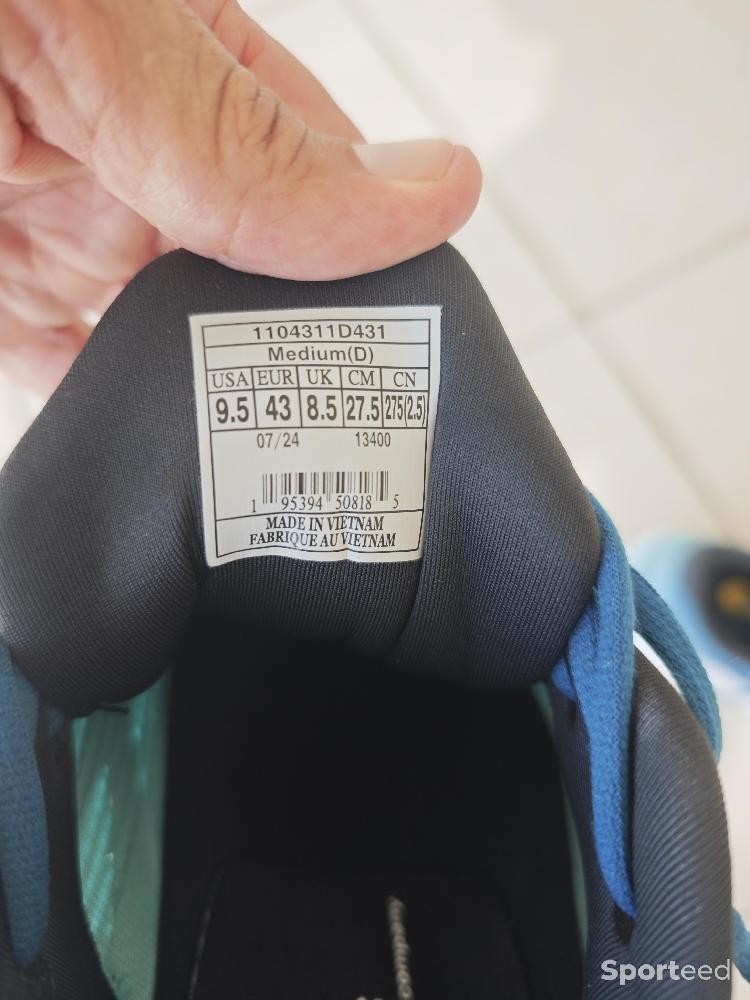 1104311D431
Medium(D)
USA EUR UK CM CN
9.5 43 8.5 27.5 275(2.5)
07/24 13400
1 95394 50818 5
MADE IN VIETNAM
FABRIQUE AU VIETNAM
Sporteed